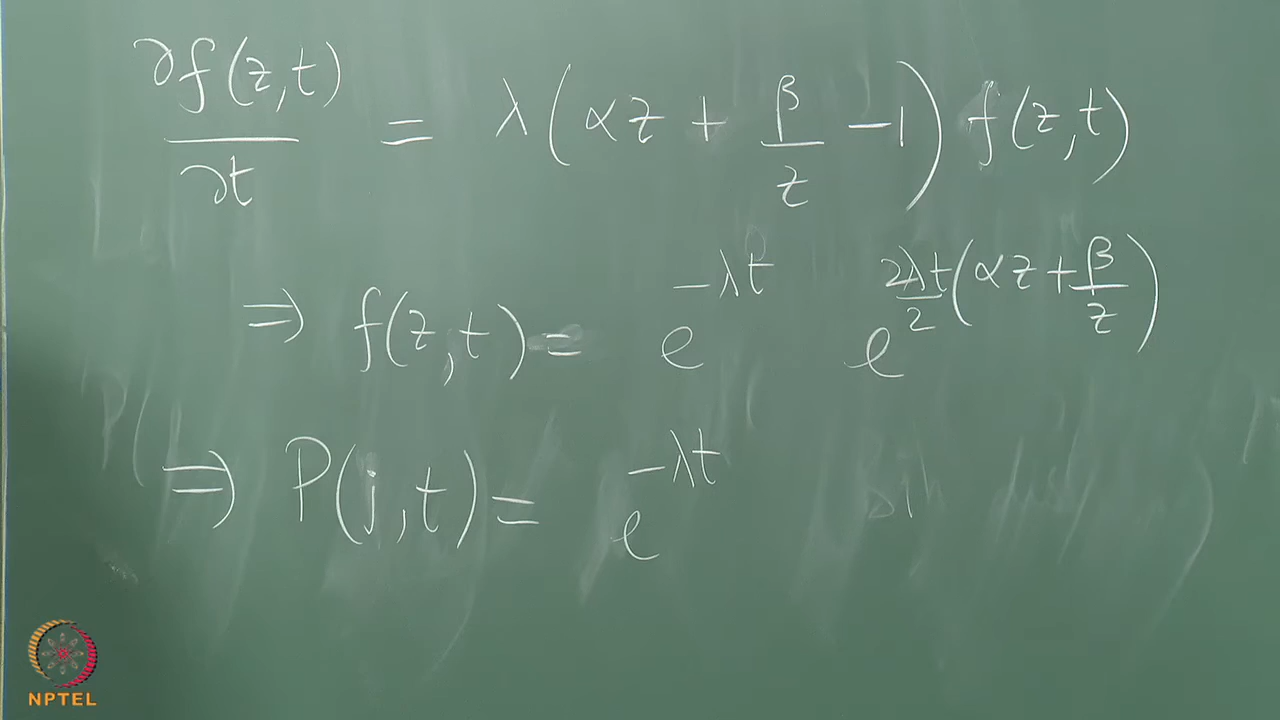 ∂f(z,t)/∂t = λ(αz + β/z − 1) f(z,t)
⇒ f(z,t) = e^{−λt} e^{2λt/2 (αz + β/z)}
⇒ P(j,t) = e^{−λt}
NPTEL